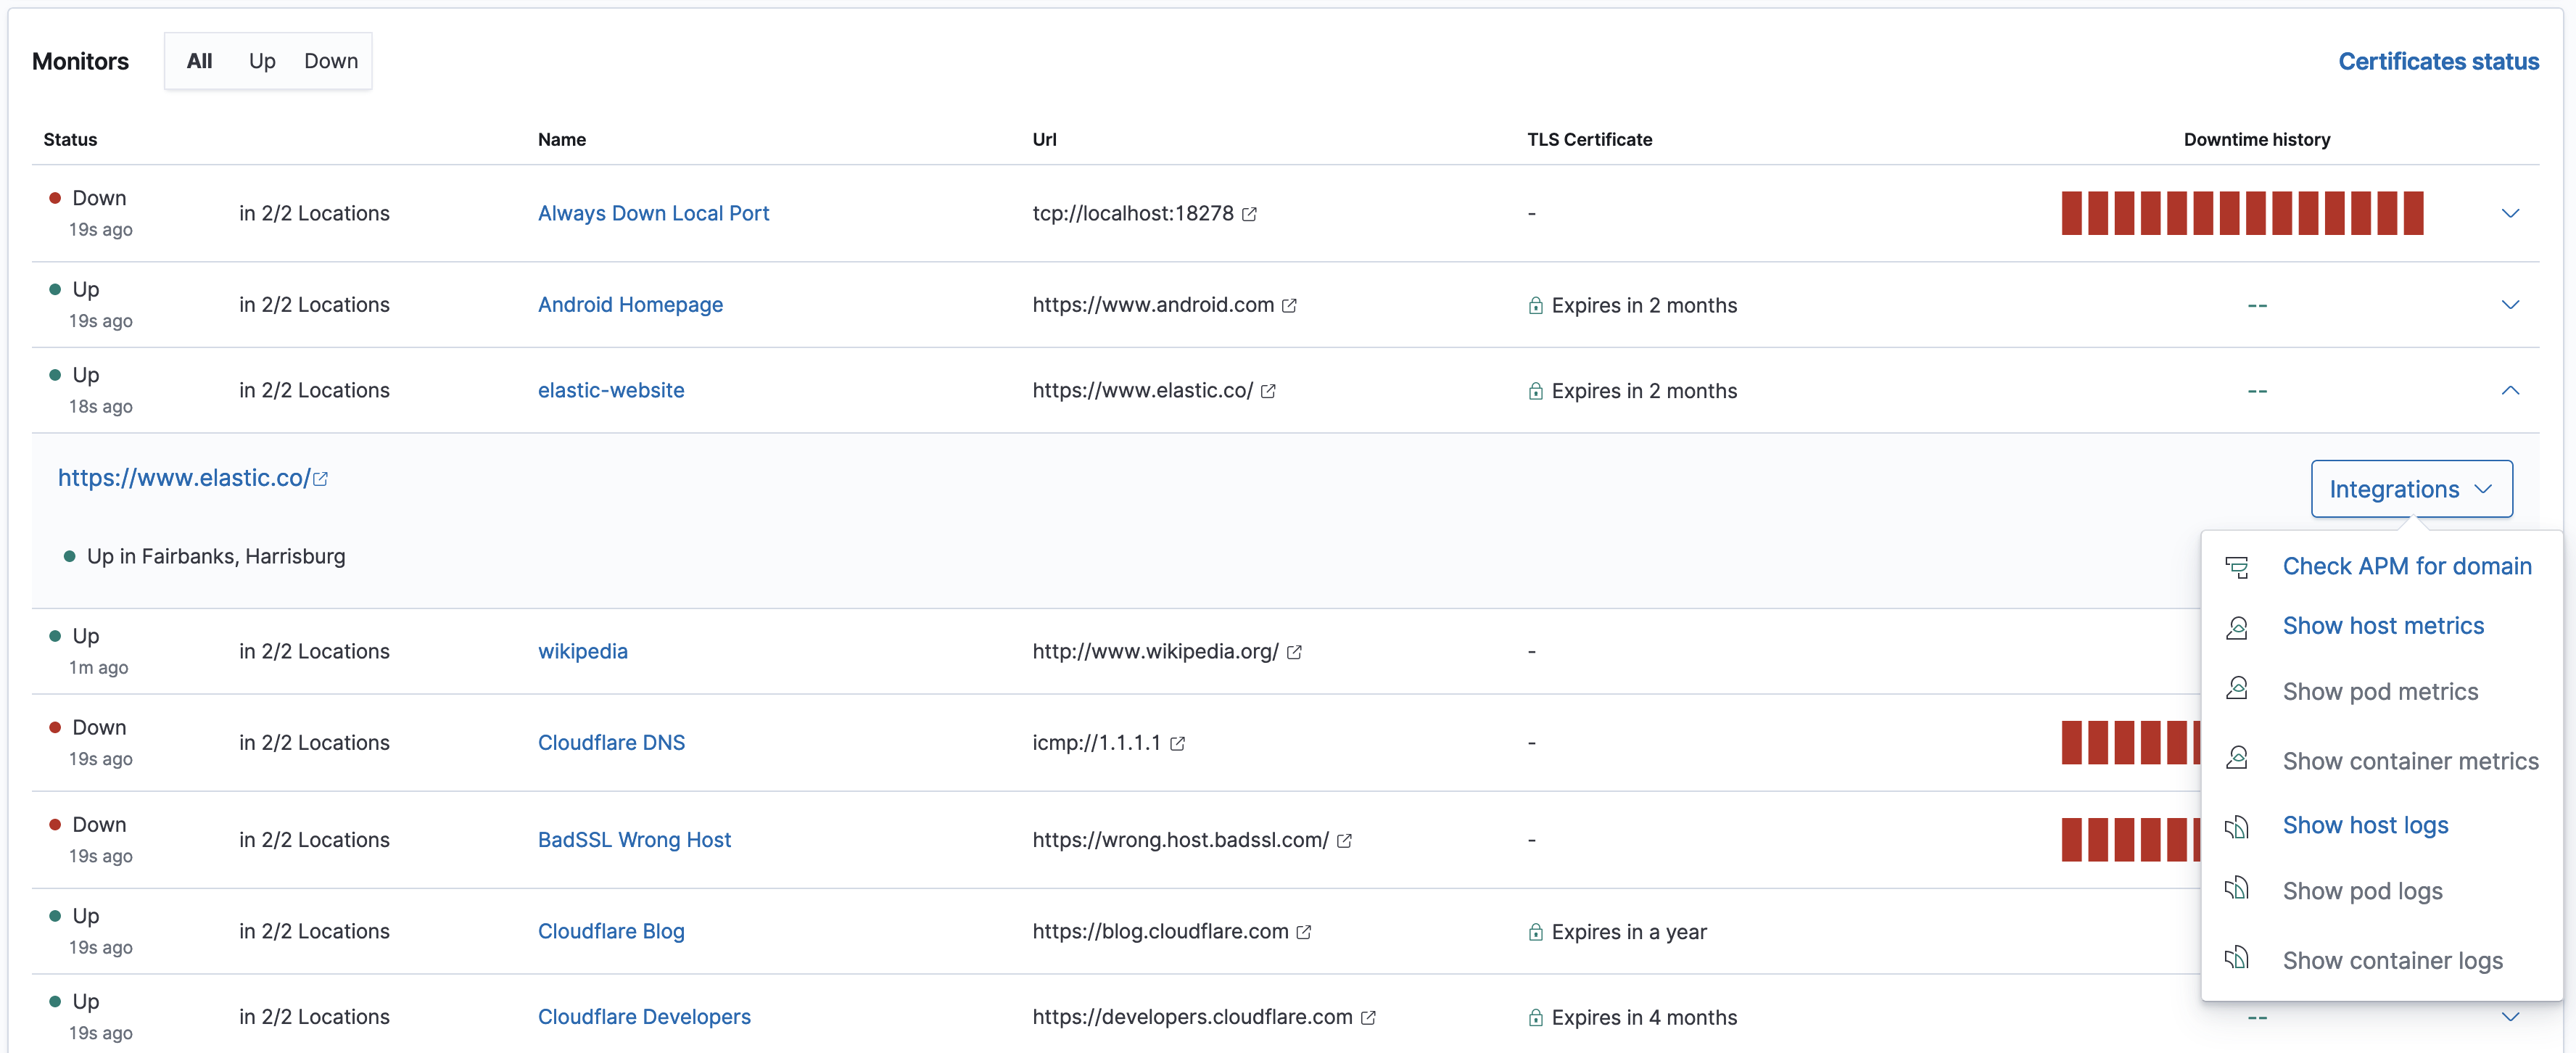 Monitors All Up Down Certificates status
Status Name Url TLS Certificate Downtime history
Down
19s ago
in 2/2 Locations Always Down Local Port tcp://localhost:18278 -
Up
19s ago
in 2/2 Locations Android Homepage https://www.android.com Expires in 2 months --
Up
18s ago
in 2/2 Locations elastic-website https://www.elastic.co/ Expires in 2 months --
https://www.elastic.co/
Integrations
Up in Fairbanks, Harrisburg
Check APM for domain
Show host metrics
Show pod metrics
Show container metrics
Show host logs
Show pod logs
Show container logs
Up
1m ago
in 2/2 Locations wikipedia http://www.wikipedia.org/ -
Down
19s ago
in 2/2 Locations Cloudflare DNS icmp://1.1.1.1 -
Down
19s ago
in 2/2 Locations BadSSL Wrong Host https://wrong.host.badssl.com/ -
Up
19s ago
in 2/2 Locations Cloudflare Blog https://blog.cloudflare.com Expires in a year
Up
19s ago
in 2/2 Locations Cloudflare Developers https://developers.cloudflare.com Expires in 4 months --